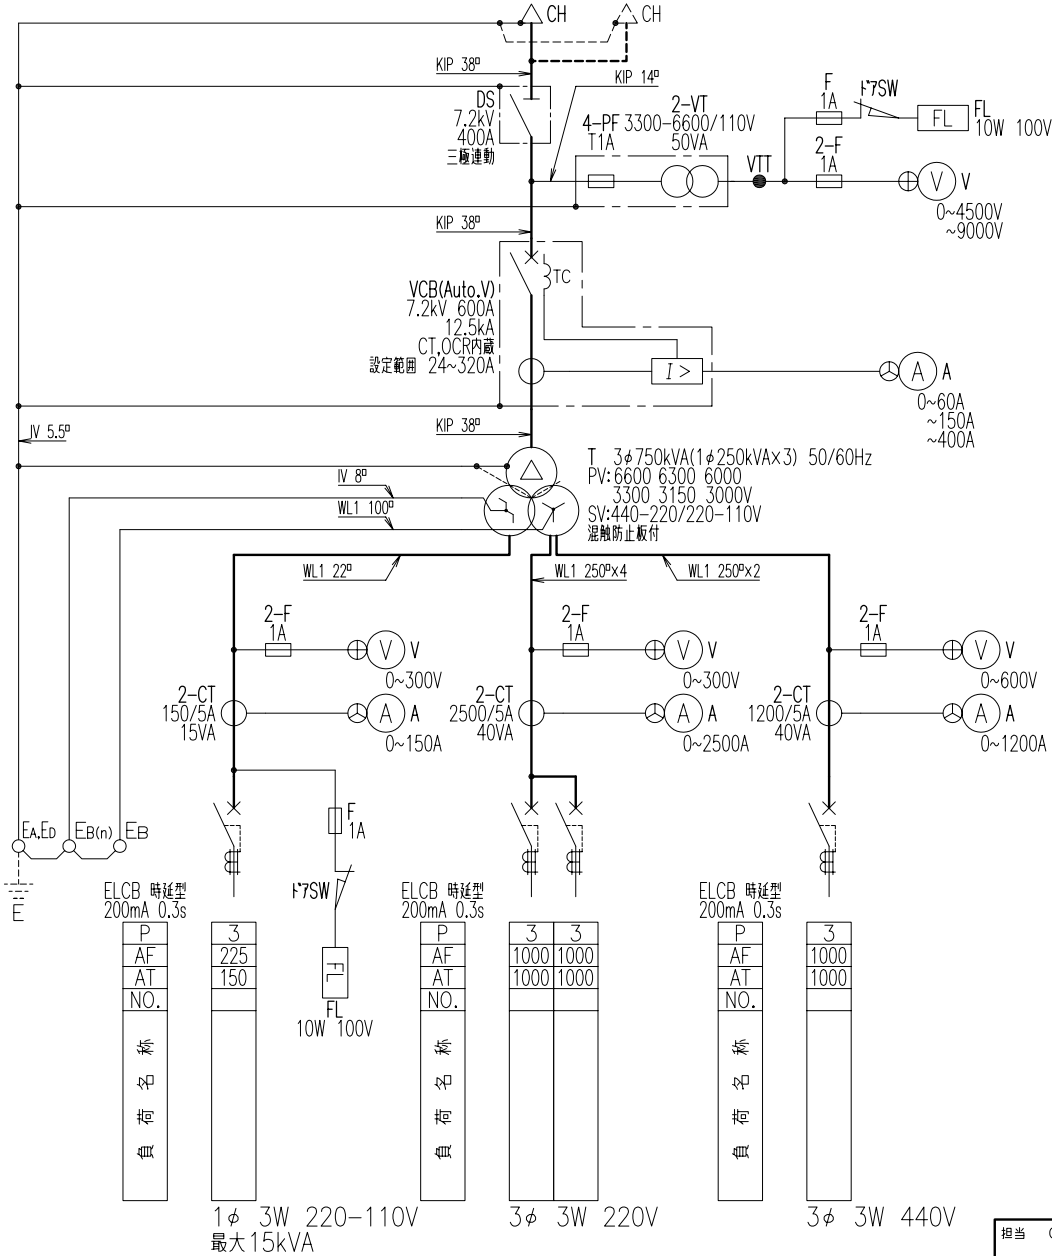 CH
CH
KIP 38□
KIP 14□
DS
7.2kV
400A
三極連動
2-VT
4-PF 3300-6600/110V
T1A 50VA
VTT
F
1A
ドアSW
FL
FL
10W 100V
2-F
1A
V
V
0~4500V
~9000V
KIP 38□
VCB(Auto.V)
7.2kV 600A
12.5kA
CT,OCR内蔵
設定範囲 24~320A
TC
I >
A
A
0~60A
~150A
~400A
IV 5.5□
KIP 38□
T 3φ750kVA(1φ250kVA×3) 50/60Hz
PV:6600 6300 6000
3300 3150 3000V
SV:440-220/220-110V
混触防止板付
IV 8□
WL1 100□
WL1 22□
WL1 250□×4
WL1 250□×2
2-F
1A
V
V
0~300V
2-CT
150/5A
15VA
A
A
0~150A
2-F
1A
V
V
0~300V
2-CT
2500/5A
40VA
A
A
0~2500A
2-F
1A
V
V
0~600V
2-CT
1200/5A
40VA
A
A
0~1200A
F
1A
ドアSW
FL
FL
10W 100V
EA,ED
EB(n)
EB
E
ELCB 時延型
200mA 0.3s
P 3
AF 225
AT 150
NO.
負荷名称
1φ 3W 220-110V
最大15kVA
ELCB 時延型
200mA 0.3s
P 3 3
AF 1000 1000
AT 1000 1000
NO.
負荷名称
3φ 3W 220V
ELCB 時延型
200mA 0.3s
P 3
AF 1000
AT 1000
NO.
負荷名称
3φ 3W 440V
担当